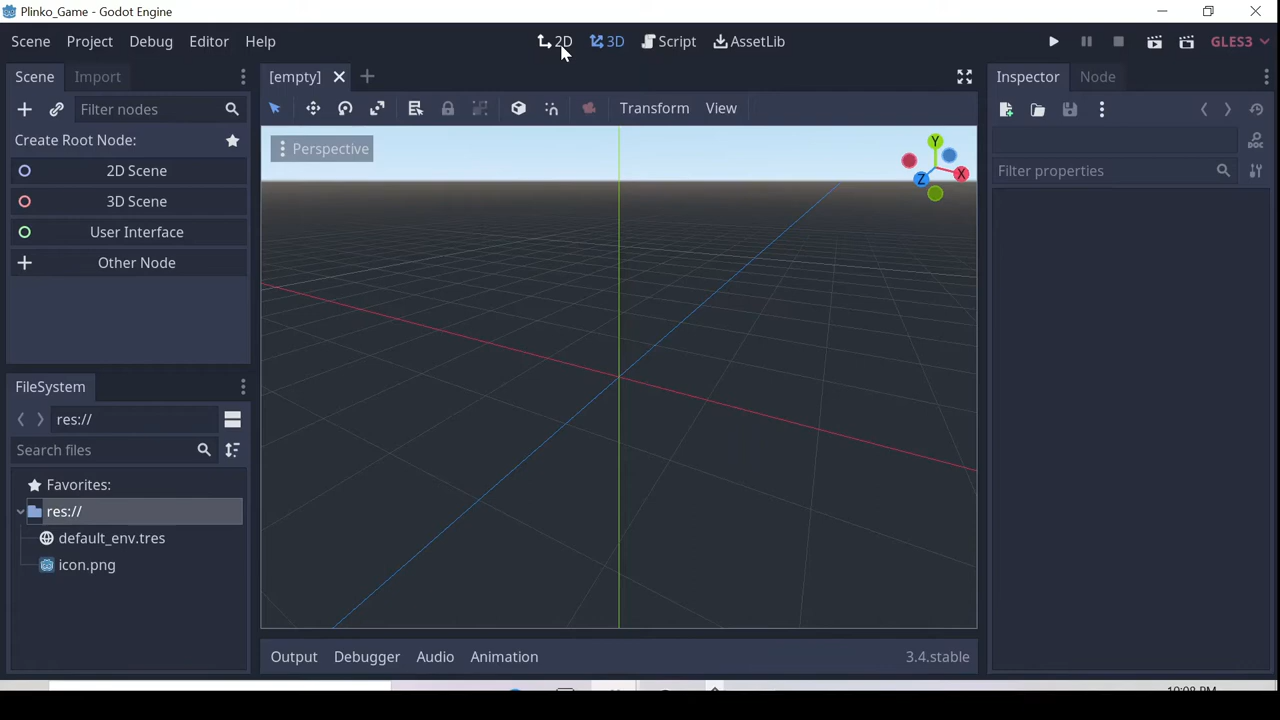 Plinko_Game - Godot Engine
Scene Project Debug Editor Help 2D 3D Script AssetLib GLES3
Scene Import [empty] Inspector Node
Filter nodes Transform View
Create Root Node: Perspective Y
2D Scene Z X Filter properties
3D Scene
User Interface
Other Node
FileSystem
res://
Search files
Favorites:
res://
default_env.tres
icon.png
Output Debugger Audio Animation 3.4.stable